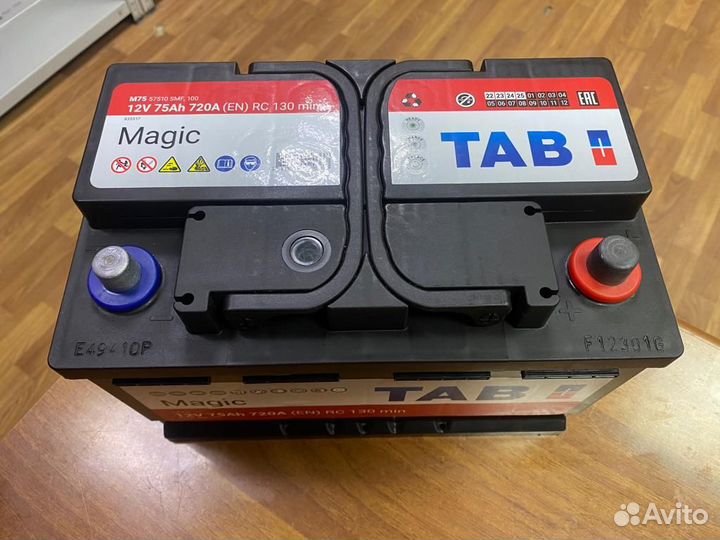 M75 57510 SMF, 100
12V 75Ah 720A (EN) RC 130 min
Magic
22 23 24 25 01 02 03 04
05 06 07 08 09 10 11 12
EAC
TAB
E49410P
F12301G
TAB
Magic
12V 75Ah 720A (EN) RC 130 min
Avito